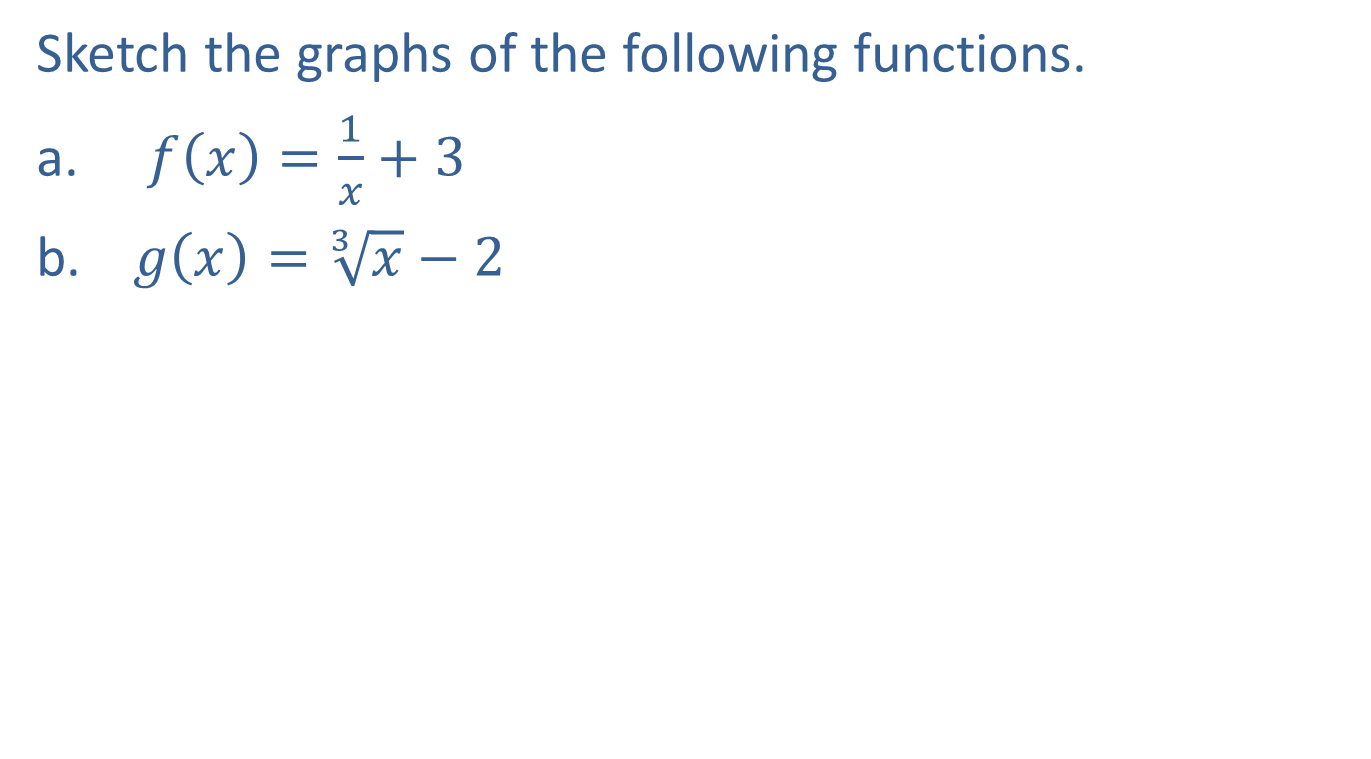 Sketch the graphs of the following functions.
a. f(x) = 1/x + 3
b. g(x) = ∛x − 2